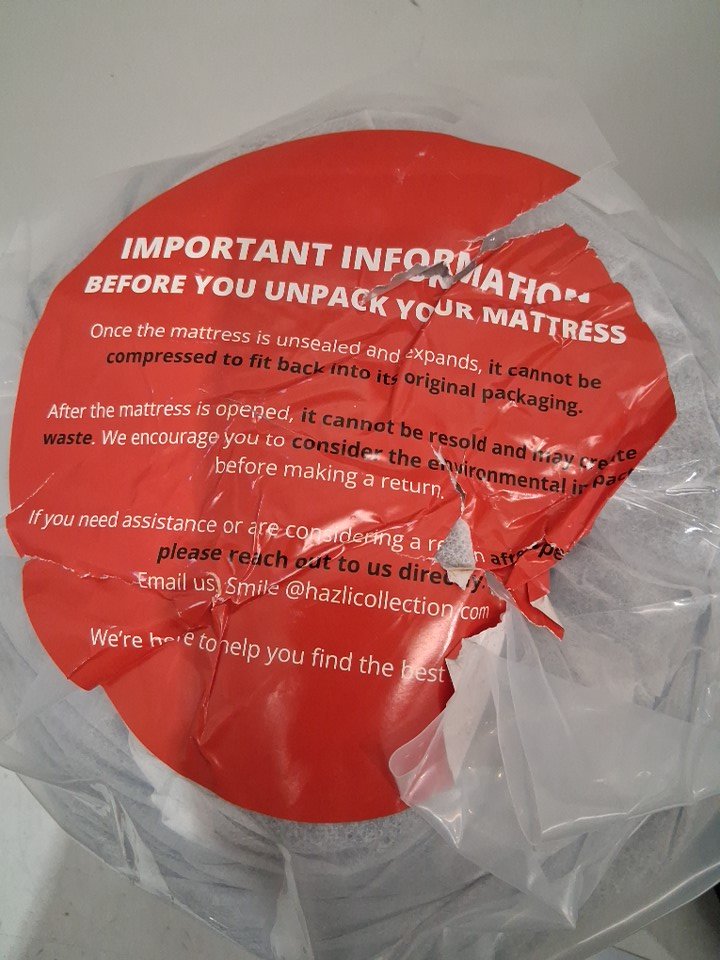 IMPORTANT INFORMATION
BEFORE YOU UNPACK YOUR MATTRESS
Once the mattress is unsealed and expands, it cannot be
compressed to fit back into its original packaging.
After the mattress is opened, it cannot be resold and may create
waste. We encourage you to consider the environmental impact
before making a return.
If you need assistance or are considering a after
please reach out to us directly.
Email us: Smile @hazlicollection.com
We're here to help you find the best